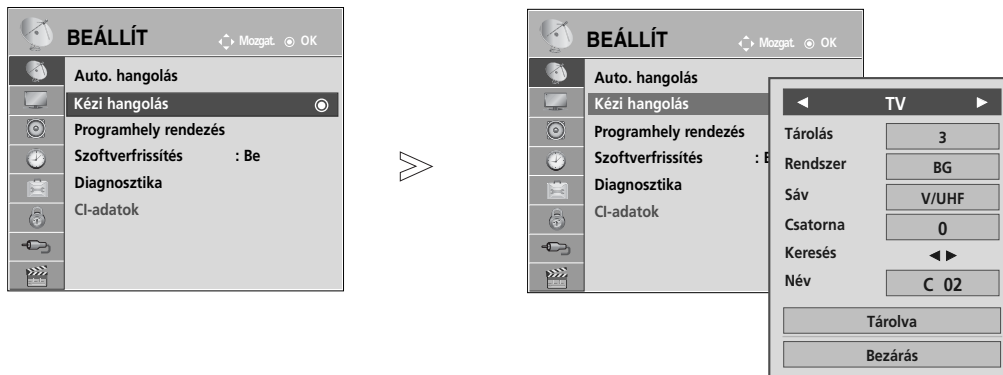 BEÁLLÍT
Mozgat. OK
Auto. hangolás
Kézi hangolás
Programhely rendezés
Szoftverfrissítés : Be
Diagnosztika
CI-adatok
BEÁLLÍT
Mozgat. OK
Auto. hangolás
Kézi hangolás
Programhely rendezés
Szoftverfrissítés : B
Diagnosztika
CI-adatok
TV
Tárolás 3
Rendszer BG
Sáv V/UHF
Csatorna 0
Keresés
Név C 02
Tárolva
Bezárás